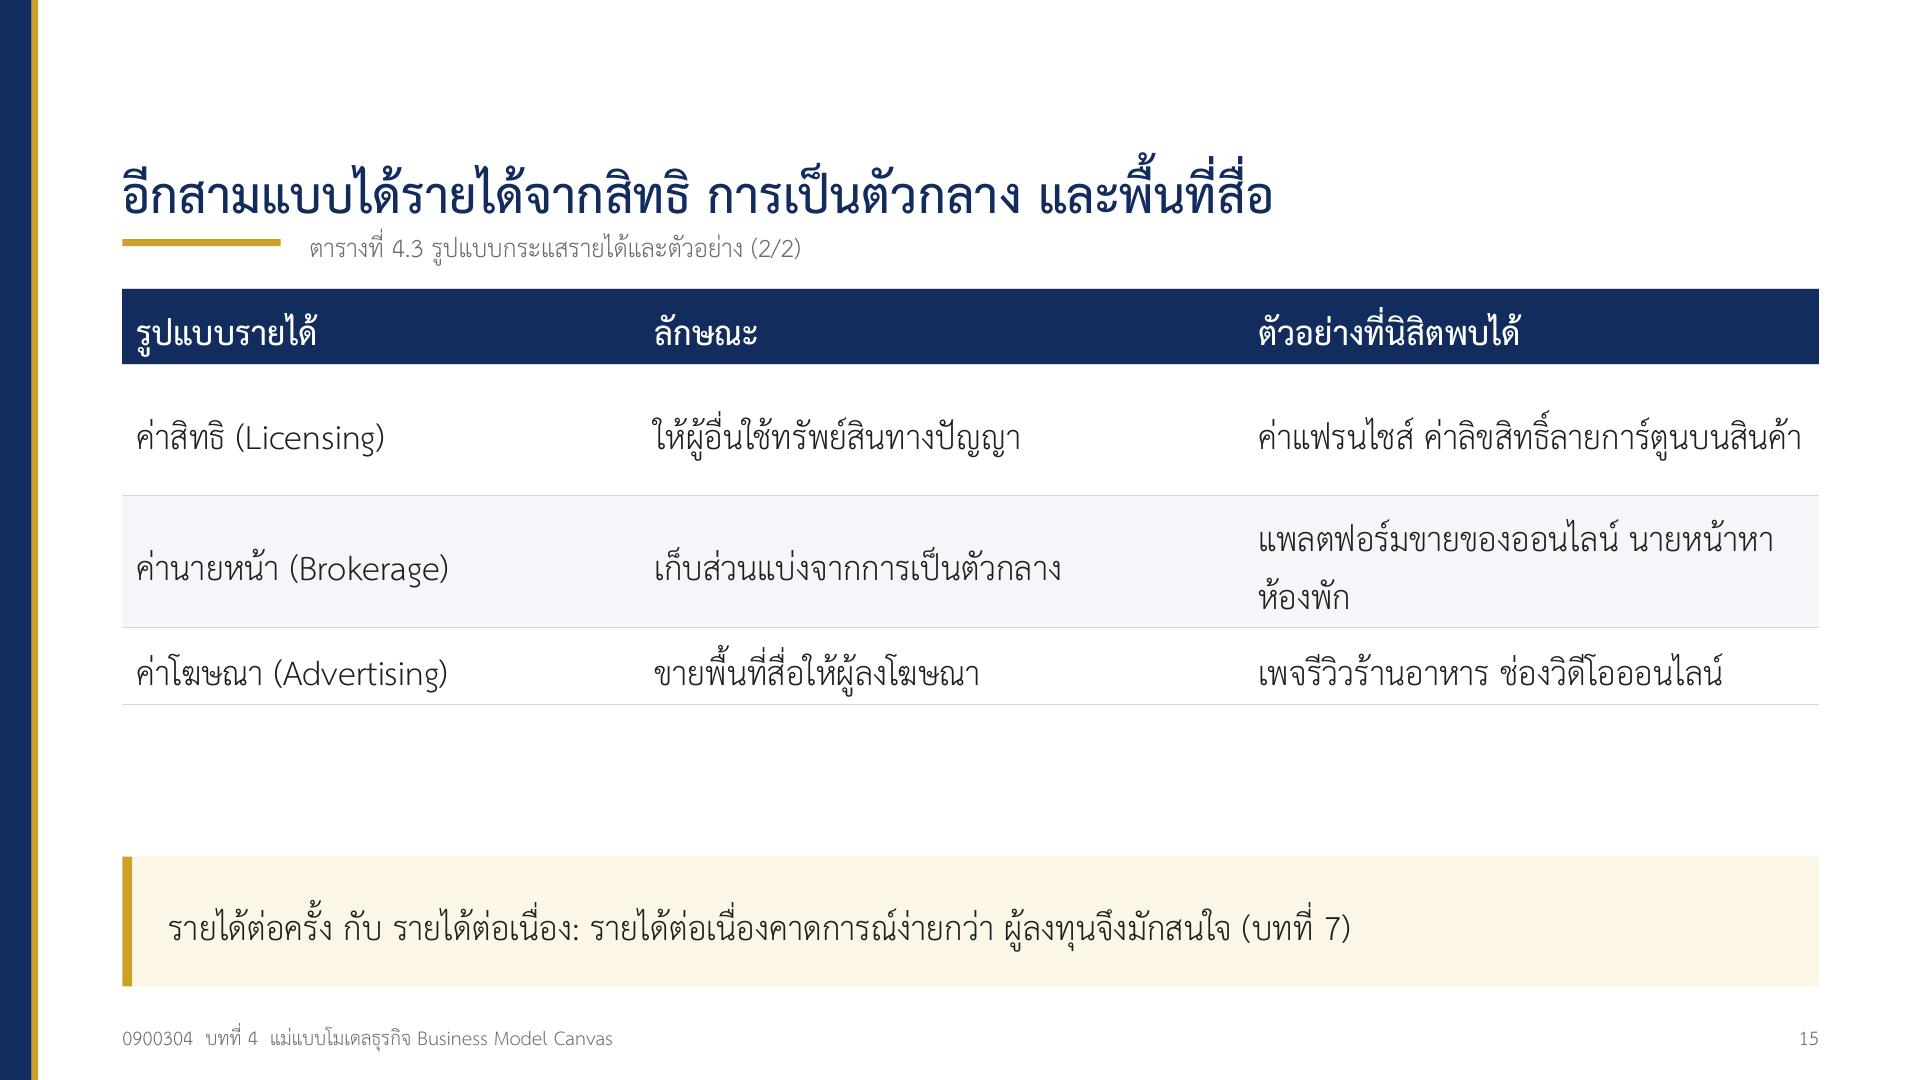 อีกสามแบบได้รายได้จากสิทธิ การเป็นตัวกลาง และพื้นที่สื่อ
ตารางที่ 4.3 รูปแบบกระแสรายได้และตัวอย่าง (2/2)
รูปแบบรายได้ ลักษณะ ตัวอย่างที่นิสิตพบได้
ค่าสิทธิ (Licensing) ให้ผู้อื่นใช้ทรัพย์สินทางปัญญา ค่าแฟรนไชส์ ค่าลิขสิทธิ์ลายการ์ตูนบนสินค้า
ค่านายหน้า (Brokerage) เก็บส่วนแบ่งจากการเป็นตัวกลาง แพลตฟอร์มขายของออนไลน์ นายหน้าหา
ห้องพัก
ค่าโฆษณา (Advertising) ขายพื้นที่สื่อให้ผู้ลงโฆษณา เพจรีวิวร้านอาหาร ช่องวิดีโอออนไลน์
รายได้ต่อครั้ง กับ รายได้ต่อเนื่อง: รายได้ต่อเนื่องคาดการณ์ง่ายกว่า ผู้ลงทุนจึงมักสนใจ (บทที่ 7)
0900304 บทที่ 4 แม่แบบโมเดลธุรกิจ Business Model Canvas 15